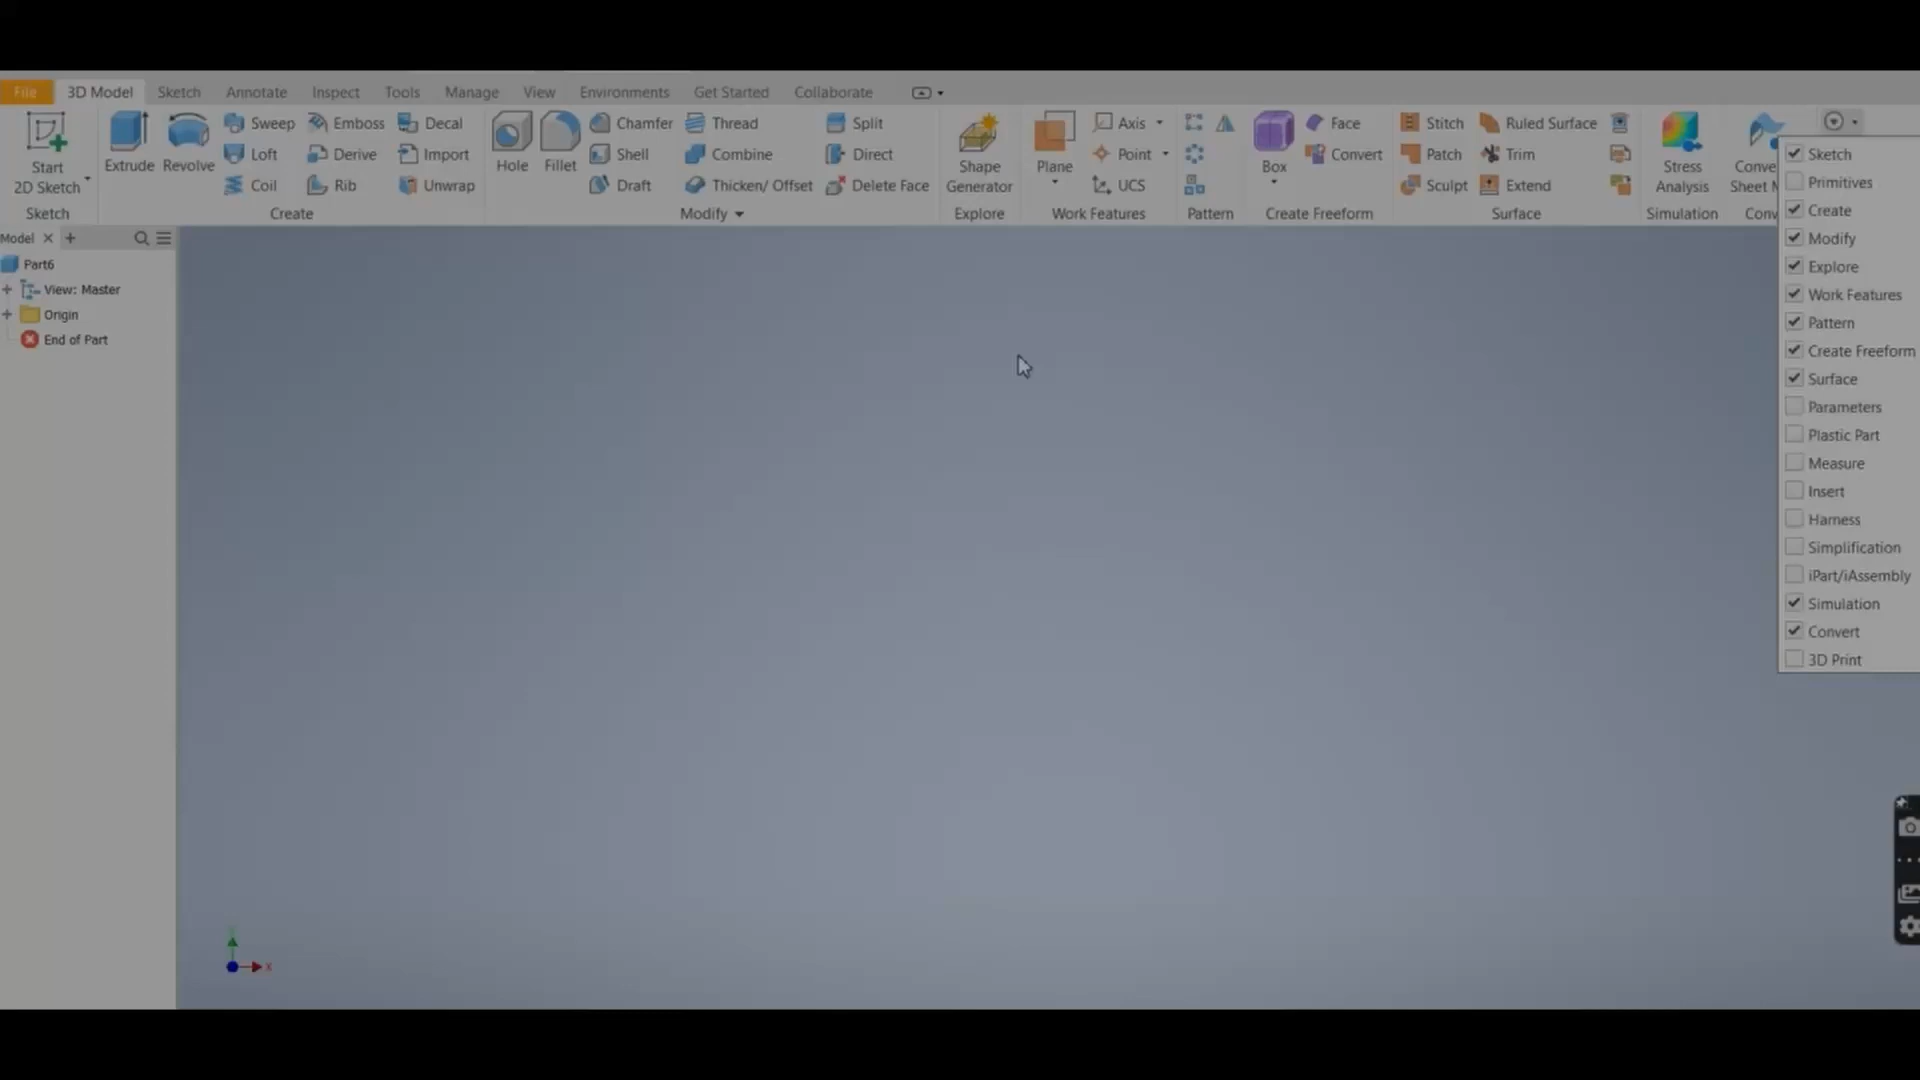 File 3D Model Sketch Annotate Inspect Tools Manage View Environments Get Started Collaborate
Start
2D Sketch
Sketch
Extrude
Revolve
Sweep
Loft
Coil
Emboss
Derive
Rib
Decal
Import
Unwrap
Create
Hole
Fillet
Chamfer
Shell
Draft
Thread
Combine
Thicken/ Offset
Split
Direct
Delete Face
Modify
Shape
Generator
Explore
Plane
Axis
Point
UCS
Work Features
Pattern
Box
Face
Convert
Create Freeform
Stitch
Patch
Sculpt
Ruled Surface
Trim
Extend
Surface
Stress
Analysis
Simulation
Conve
Sheet M
Conv
Sketch
Primitives
Create
Modify
Explore
Work Features
Pattern
Create Freeform
Surface
Parameters
Plastic Part
Measure
Insert
Harness
Simplification
iPart/iAssembly
Simulation
Convert
3D Print
Model
Part6
View: Master
Origin
End of Part
x